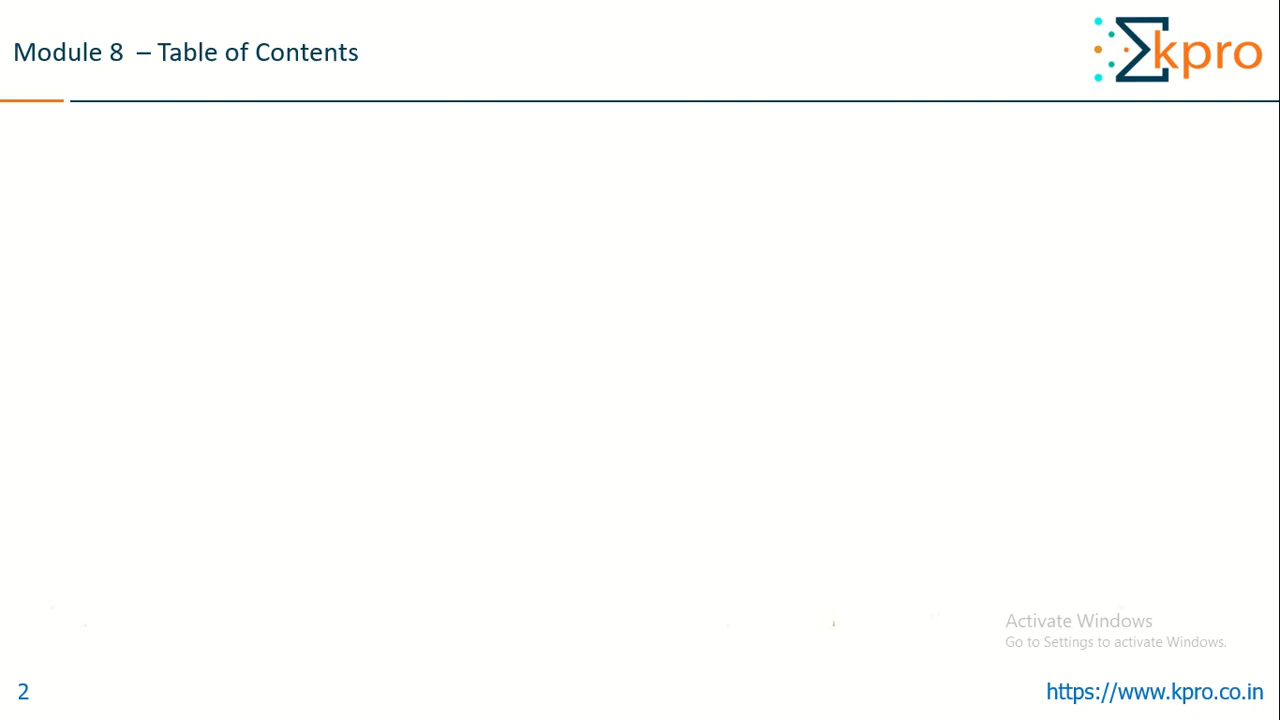 Module 8 – Table of Contents
kpro
Activate Windows
Go to Settings to activate Windows.
2
https://www.kpro.co.in